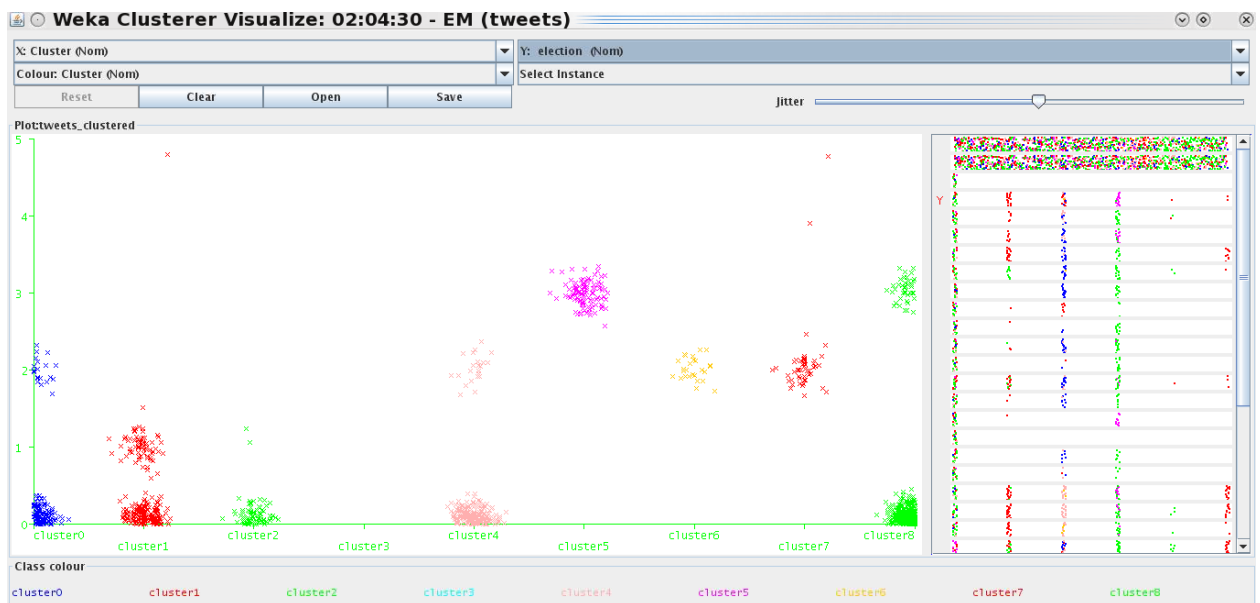 Weka Clusterer Visualize: 02:04:30 - EM (tweets)
X: Cluster (Nom) Y: election (Nom)
Colour: Cluster (Nom) Select Instance
Reset Clear Open Save Jitter
Plot:tweets_clustered
5
4
3
2
1
0
cluster0 cluster1 cluster2 cluster3 cluster4 cluster5 cluster6 cluster7 cluster8
Y
Class colour
cluster0 cluster1 cluster2 cluster3 cluster4 cluster5 cluster6 cluster7 cluster8